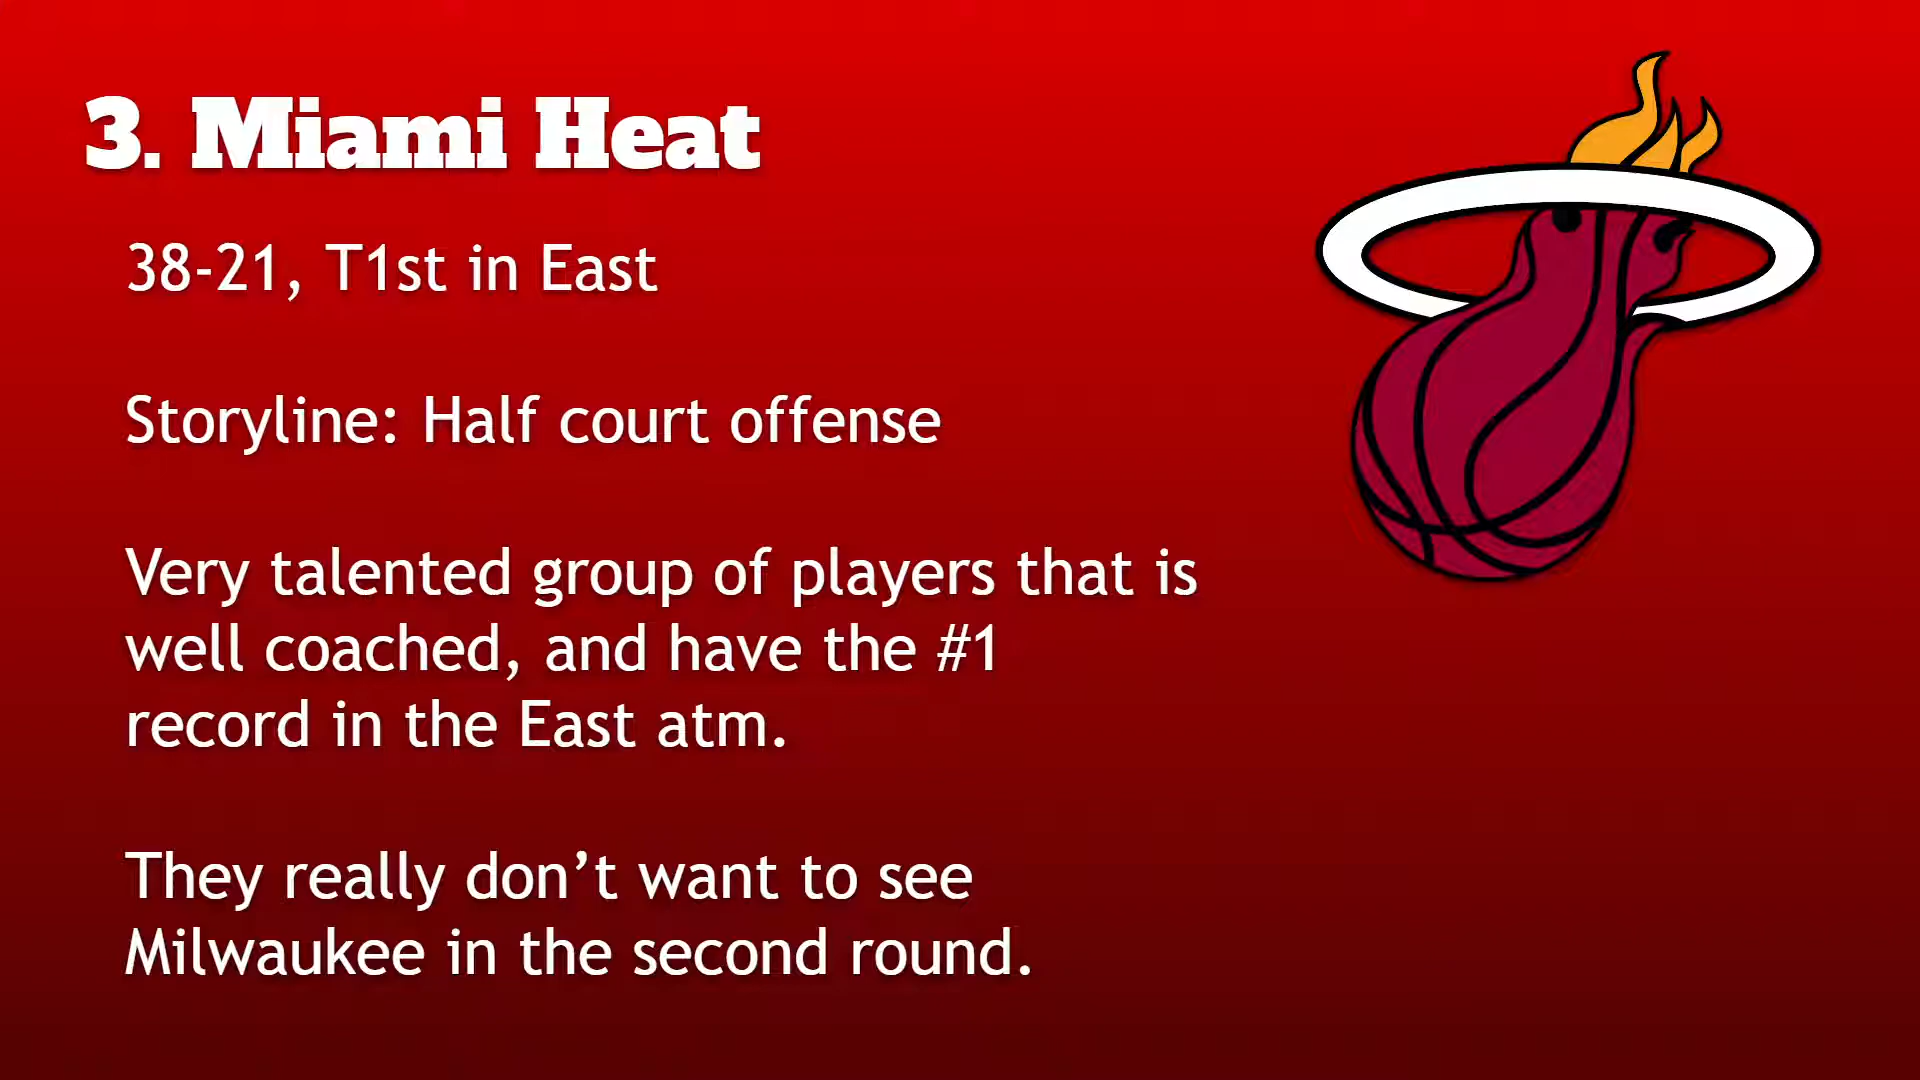 3. Miami Heat
38-21, T1st in East
Storyline: Half court offense
Very talented group of players that is
well coached, and have the #1
record in the East atm.
They really don’t want to see
Milwaukee in the second round.